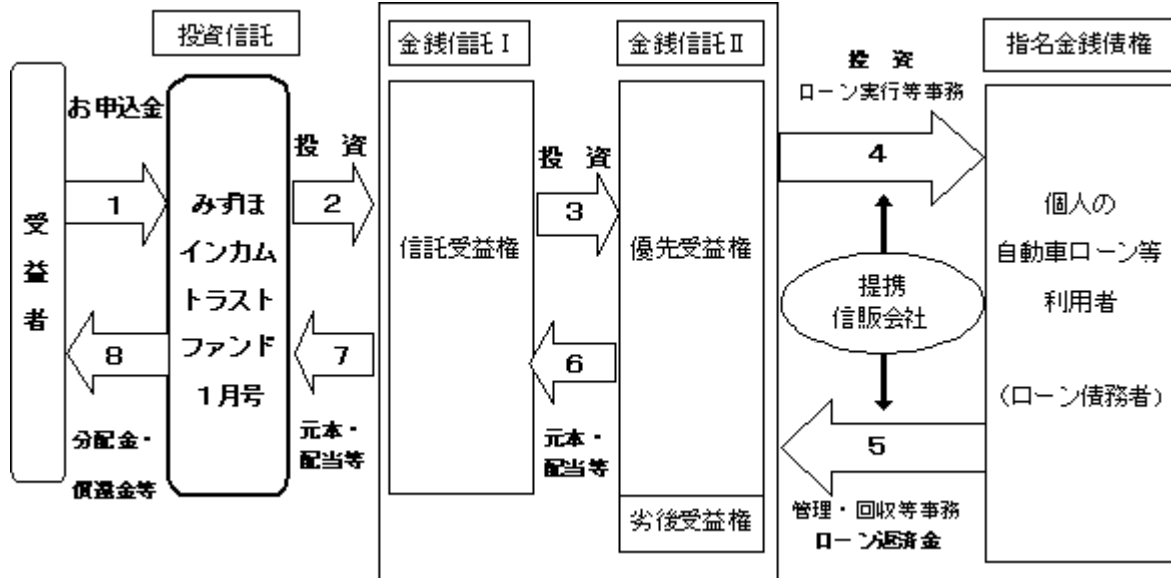 投資信託
金銭信託Ⅰ
金銭信託Ⅱ
指名金銭債権
受益者
お申込金
1
みずほ
インカム
トラスト
ファンド
1月号
投 資
2
信託受益権
投 資
3
優先受益権
投 資
ローン実行等事務
4
個人の
自動車ローン等
利用者
(ローン債務者)
提携
信販会社
5
管理・回収等事務
ローン返済金
6
元本・
配当等
7
元本・
配当等
8
分配金・
償還金等
劣後受益権